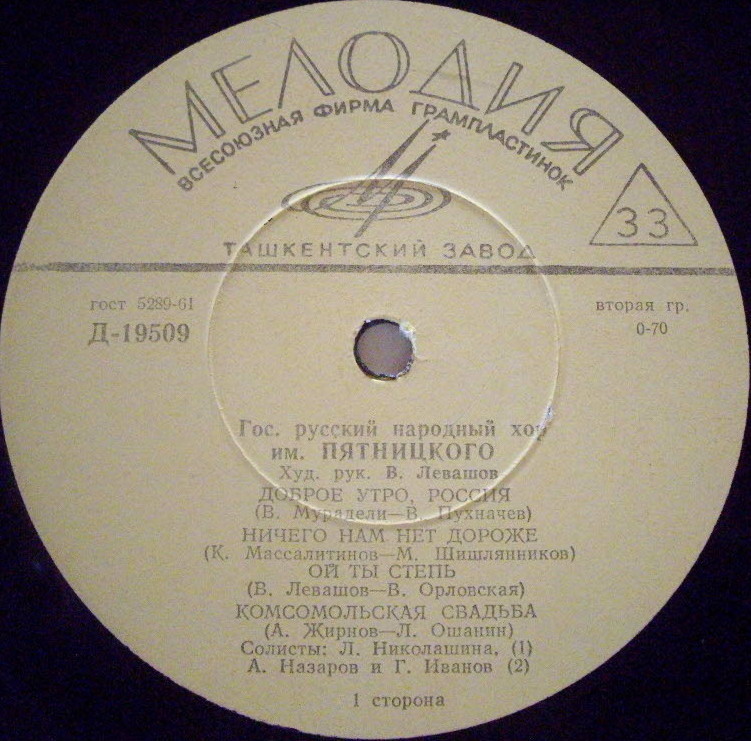 МЕЛОДИЯ
ВСЕСОЮЗНАЯ ФИРМА ГРАМПЛАСТИНОК
33
ТАШКЕНТСКИЙ ЗАВОД
гост 5289-61
вторая гр.
Д-19509
0-70
Гос. русский народный хор
им. ПЯТНИЦКОГО
Худ. рук. В. Левашов
ДОБРОЕ УТРО, РОССИЯ
(В. Мурадели—В. Пухначев)
НИЧЕГО НАМ НЕТ ДОРОЖЕ
(К. Массалитинов—М. Шишлянников)
ОЙ ТЫ СТЕПЬ
(В. Левашов—В. Орловская)
КОМСОМОЛЬСКАЯ СВАДЬБА
(А. Жирнов—Л. Ошанин)
Солисты: Л. Николашина, (1)
А. Назаров и Г. Иванов (2)
1 сторона